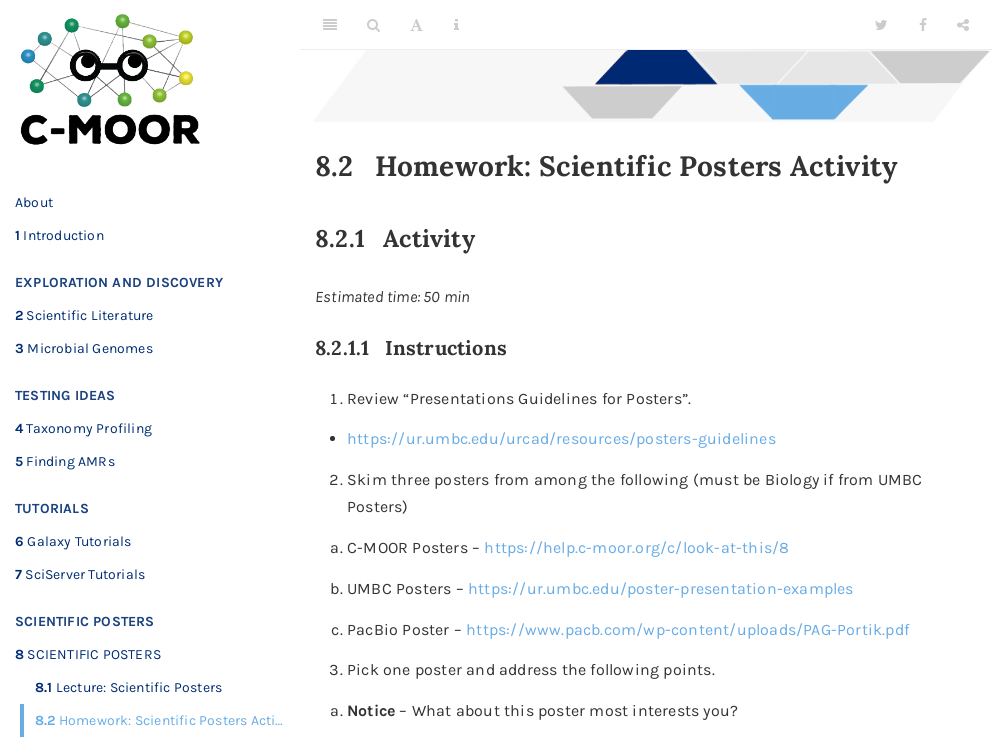 C-MOOR
About
1 Introduction
EXPLORATION AND DISCOVERY
2 Scientific Literature
3 Microbial Genomes
TESTING IDEAS
4 Taxonomy Profiling
5 Finding AMRs
TUTORIALS
6 Galaxy Tutorials
7 SciServer Tutorials
SCIENTIFIC POSTERS
8 SCIENTIFIC POSTERS
8.1 Lecture: Scientific Posters
8.2 Homework: Scientific Posters Acti...
8.2 Homework: Scientific Posters Activity
8.2.1 Activity
Estimated time: 50 min
8.2.1.1 Instructions
1. Review “Presentations Guidelines for Posters”.
• https://ur.umbc.edu/urcad/resources/posters-guidelines
2. Skim three posters from among the following (must be Biology if from UMBC
Posters)
a. C-MOOR Posters – https://help.c-moor.org/c/look-at-this/8
b. UMBC Posters – https://ur.umbc.edu/poster-presentation-examples
c. PacBio Poster – https://www.pacb.com/wp-content/uploads/PAG-Portik.pdf
3. Pick one poster and address the following points.
a. Notice – What about this poster most interests you?